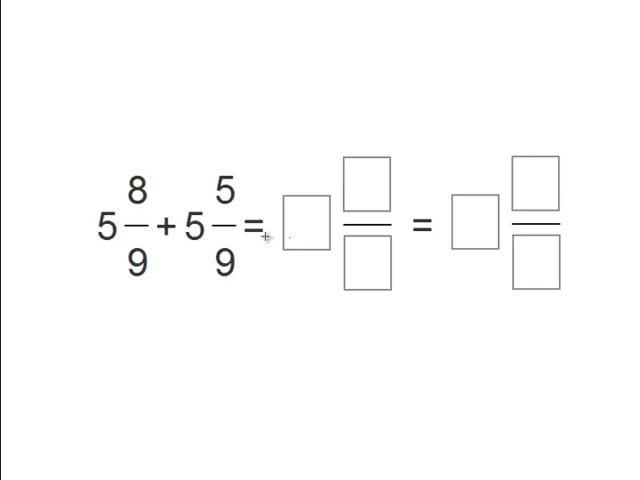 5 8/9 + 5 5/9 = □ □/□ = □ □/□